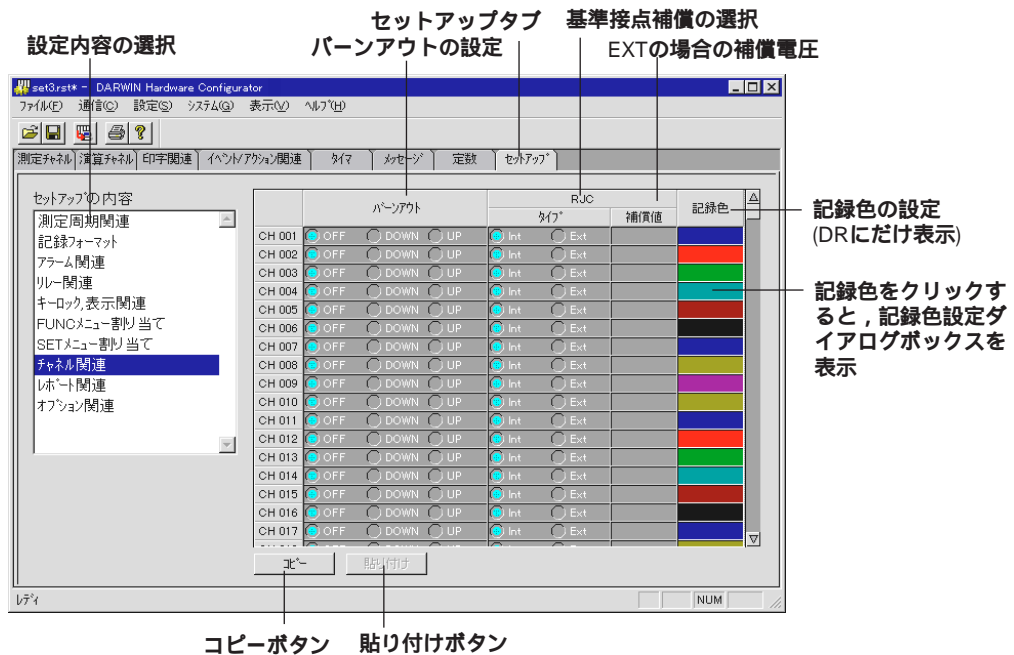 セットアップタブ
基準接点補償の選択
設定内容の選択
バーンアウトの設定
EXTの場合の補償電圧
set3.rst* - DARWIN Hardware Configurator
ファイル(F) 通信(C) 設定(S) システム(G) 表示(V) ヘルプ(H)
測定チャネル 演算チャネル 印字関連 イベント/アクション関連 タイマ メッセージ 定数 セットアップ
セットアップの内容
測定周期関連
記録フォーマット
アラーム関連
リレー関連
キーロック,表示関連
FUNCメニュー割り当て
SETメニュー割り当て
チャネル関連
レポート関連
オプション関連
バーンアウト RJC 記録色
タイプ 補償値
CH 001 OFF DOWN UP Int Ext
CH 002 OFF DOWN UP Int Ext
CH 003 OFF DOWN UP Int Ext
CH 004 OFF DOWN UP Int Ext
CH 005 OFF DOWN UP Int Ext
CH 006 OFF DOWN UP Int Ext
CH 007 OFF DOWN UP Int Ext
CH 008 OFF DOWN UP Int Ext
CH 009 OFF DOWN UP Int Ext
CH 010 OFF DOWN UP Int Ext
CH 011 OFF DOWN UP Int Ext
CH 012 OFF DOWN UP Int Ext
CH 013 OFF DOWN UP Int Ext
CH 014 OFF DOWN UP Int Ext
CH 015 OFF DOWN UP Int Ext
CH 016 OFF DOWN UP Int Ext
CH 017 OFF DOWN UP Int Ext
記録色の設定
(DRにだけ表示)
記録色をクリックす
ると，記録色設定ダ
イアログボックスを
表示
コピー 貼り付け
レディ NUM
コピーボタン 貼り付けボタン